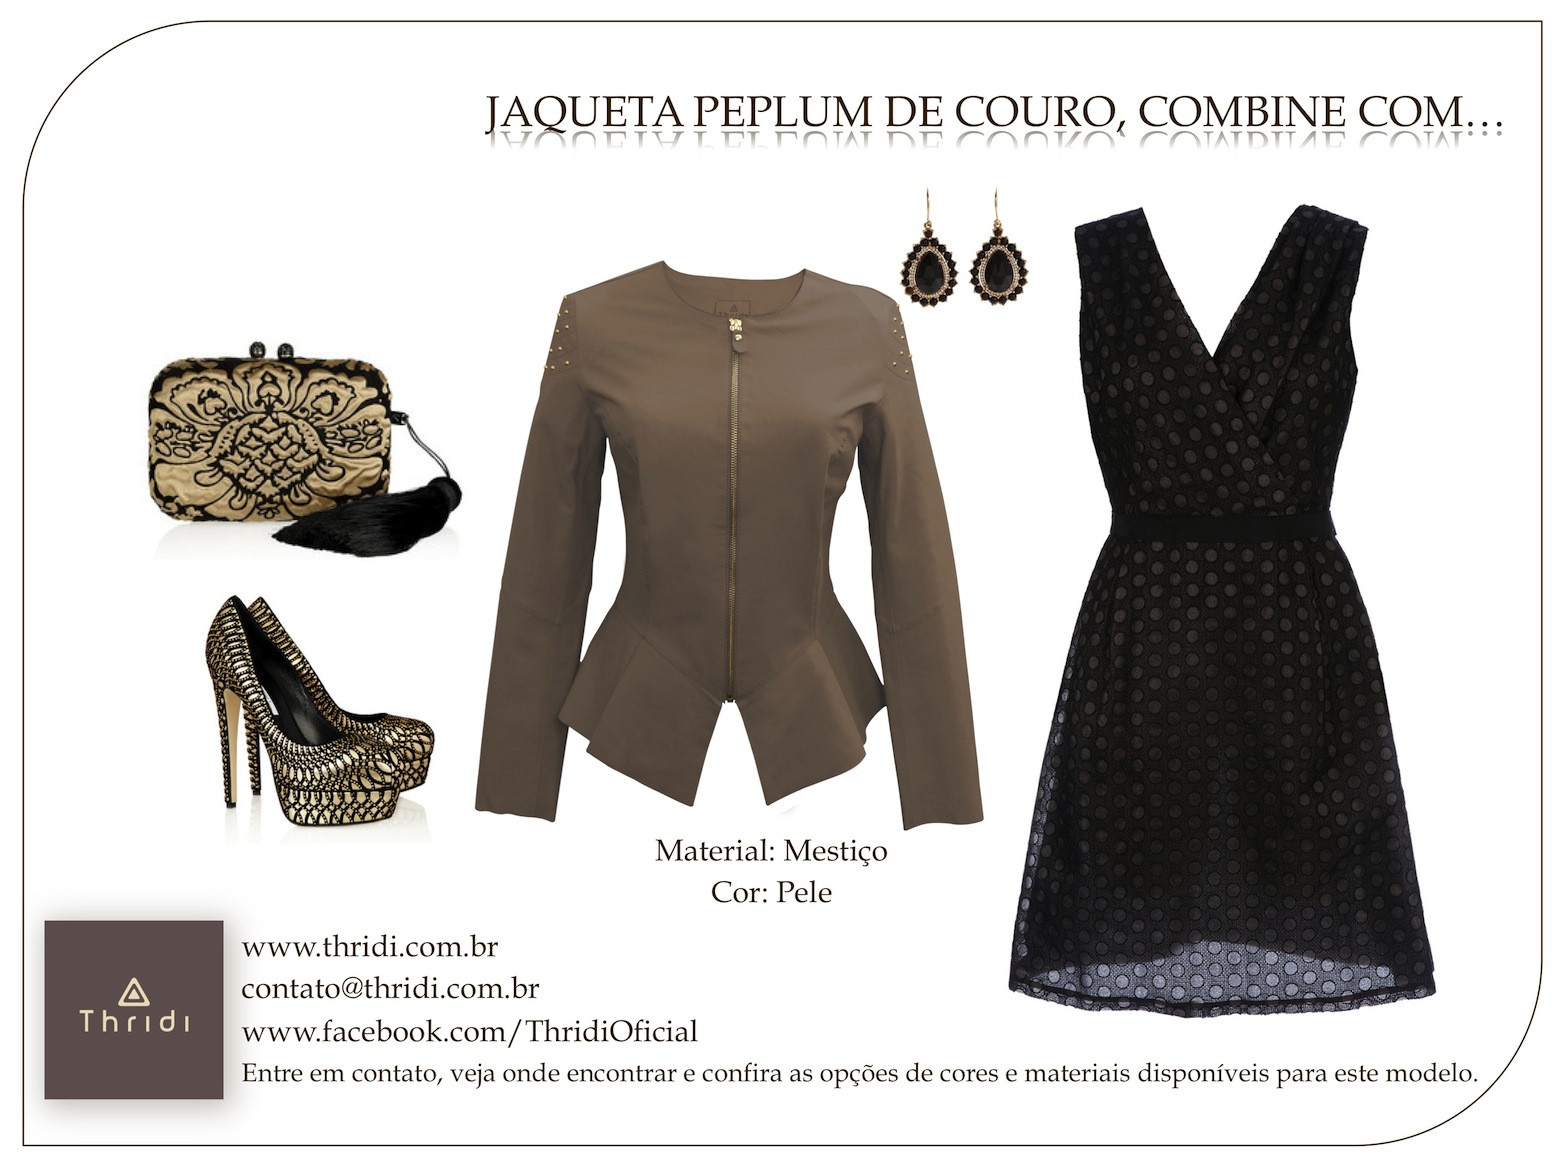 JAQUETA PEPLUM DE COURO, COMBINE COM...
Material: Mestiço
Cor: Pele
Thridi
www.thridi.com.br
contato@thridi.com.br
www.facebook.com/ThridiOficial
Entre em contato, veja onde encontrar e confira as opções de cores e materiais disponíveis para este modelo.